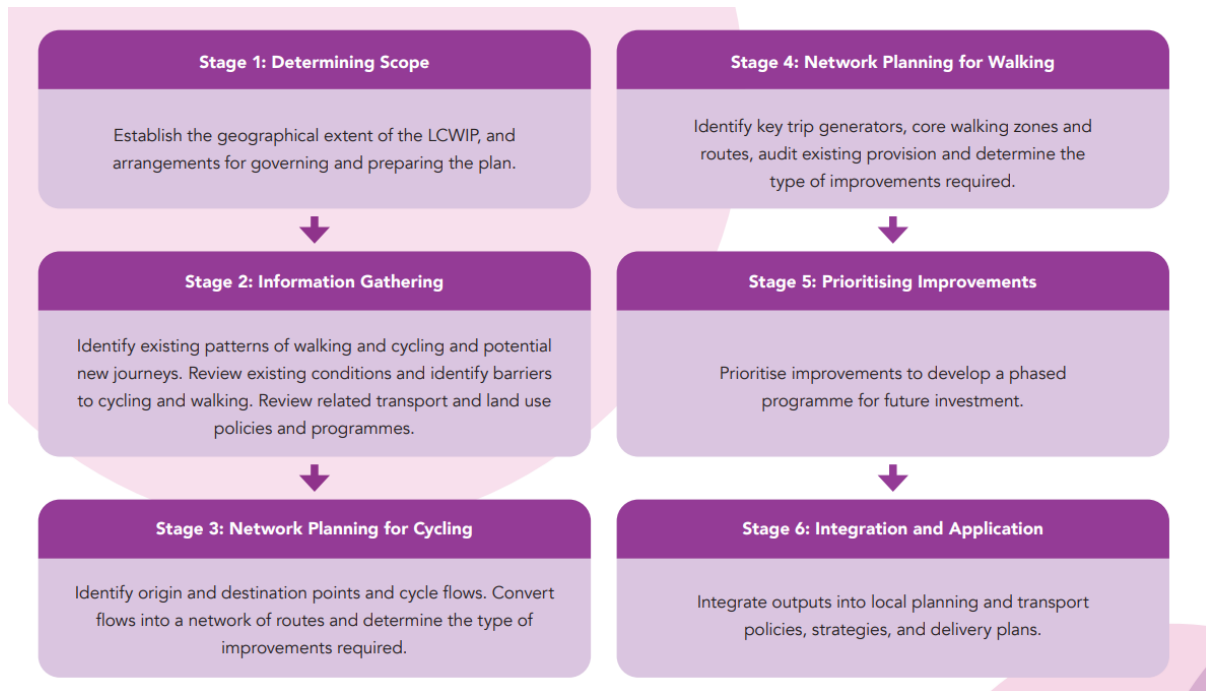 Stage 1: Determining Scope
Establish the geographical extent of the LCWIP, and
arrangements for governing and preparing the plan.
Stage 2: Information Gathering
Identify existing patterns of walking and cycling and potential
new journeys. Review existing conditions and identify barriers
to cycling and walking. Review related transport and land use
policies and programmes.
Stage 3: Network Planning for Cycling
Identify origin and destination points and cycle flows. Convert
flows into a network of routes and determine the type of
improvements required.
Stage 4: Network Planning for Walking
Identify key trip generators, core walking zones and
routes, audit existing provision and determine the
type of improvements required.
Stage 5: Prioritising Improvements
Prioritise improvements to develop a phased
programme for future investment.
Stage 6: Integration and Application
Integrate outputs into local planning and transport
policies, strategies, and delivery plans.